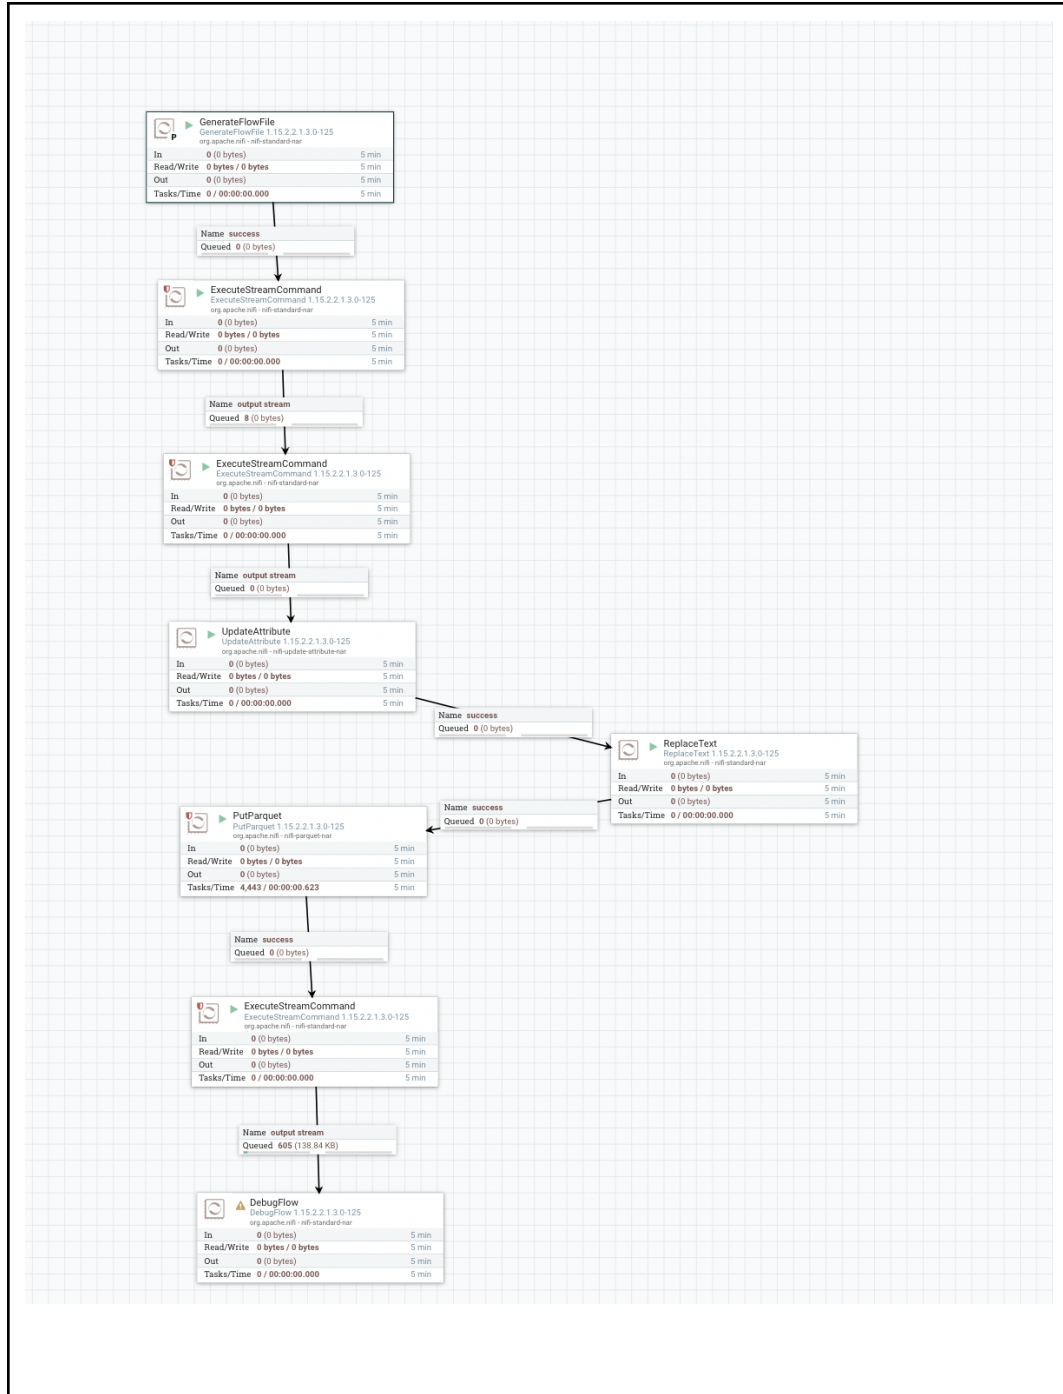 GenerateFlowFile
GenerateFlowFile 1.15.2.2.1.3.0-125
org.apache.nifi - nifi-standard-nar
P
In 0 (0 bytes) 5 min
Read/Write 0 bytes / 0 bytes 5 min
Out 0 (0 bytes) 5 min
Tasks/Time 0 / 00:00:00.000 5 min
Name success
Queued 0 (0 bytes)
ExecuteStreamCommand
ExecuteStreamCommand 1.15.2.2.1.3.0-125
org.apache.nifi - nifi-standard-nar
In 0 (0 bytes) 5 min
Read/Write 0 bytes / 0 bytes 5 min
Out 0 (0 bytes) 5 min
Tasks/Time 0 / 00:00:00.000 5 min
Name output stream
Queued 8 (0 bytes)
ExecuteStreamCommand
ExecuteStreamCommand 1.15.2.2.1.3.0-125
org.apache.nifi - nifi-standard-nar
In 0 (0 bytes) 5 min
Read/Write 0 bytes / 0 bytes 5 min
Out 0 (0 bytes) 5 min
Tasks/Time 0 / 00:00:00.000 5 min
Name output stream
Queued 0 (0 bytes)
UpdateAttribute
UpdateAttribute 1.15.2.2.1.3.0-125
org.apache.nifi - nifi-update-attribute-nar
In 0 (0 bytes) 5 min
Read/Write 0 bytes / 0 bytes 5 min
Out 0 (0 bytes) 5 min
Tasks/Time 0 / 00:00:00.000 5 min
Name success
Queued 0 (0 bytes)
ReplaceText
ReplaceText 1.15.2.2.1.3.0-125
org.apache.nifi - nifi-standard-nar
In 0 (0 bytes) 5 min
Read/Write 0 bytes / 0 bytes 5 min
Out 0 (0 bytes) 5 min
Tasks/Time 0 / 00:00:00.000 5 min
Name success
Queued 0 (0 bytes)
PutParquet
PutParquet 1.15.2.2.1.3.0-125
org.apache.nifi - nifi-parquet-nar
In 0 (0 bytes) 5 min
Read/Write 0 bytes / 0 bytes 5 min
Out 0 (0 bytes) 5 min
Tasks/Time 4,443 / 00:00:00.623 5 min
Name success
Queued 0 (0 bytes)
ExecuteStreamCommand
ExecuteStreamCommand 1.15.2.2.1.3.0-125
org.apache.nifi - nifi-standard-nar
In 0 (0 bytes) 5 min
Read/Write 0 bytes / 0 bytes 5 min
Out 0 (0 bytes) 5 min
Tasks/Time 0 / 00:00:00.000 5 min
Name output stream
Queued 605 (138.84 KB)
DebugFlow
DebugFlow 1.15.2.2.1.3.0-125
org.apache.nifi - nifi-standard-nar
In 0 (0 bytes) 5 min
Read/Write 0 bytes / 0 bytes 5 min
Out 0 (0 bytes) 5 min
Tasks/Time 0 / 00:00:00.000 5 min